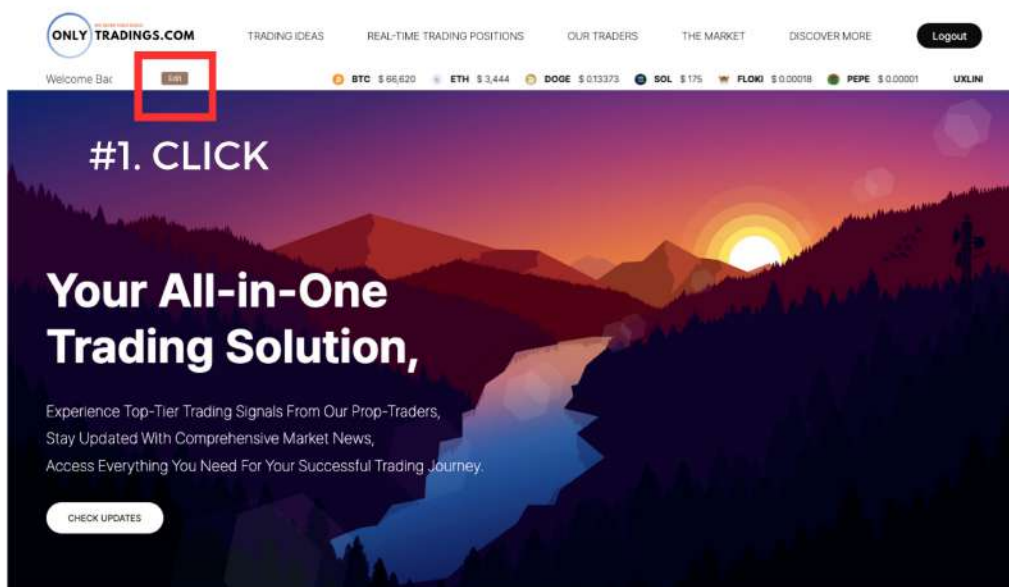 ONLY TRADINGS.COM
TRADING IDEAS
REAL-TIME TRADING POSITIONS
OUR TRADERS
THE MARKET
DISCOVER MORE
Logout
Welcome Bac
Edit
BTC $ 66,620
ETH $ 3,444
DOGE $ 0.13373
SOL $ 175
FLOKI $ 0.00018
PEPE $ 0.00001
UXLINI
#1. CLICK
Your All-in-One
Trading Solution,
Experience Top-Tier Trading Signals From Our Prop-Traders,
Stay Updated With Comprehensive Market News,
Access Everything You Need For Your Successful Trading Journey.
CHECK UPDATES